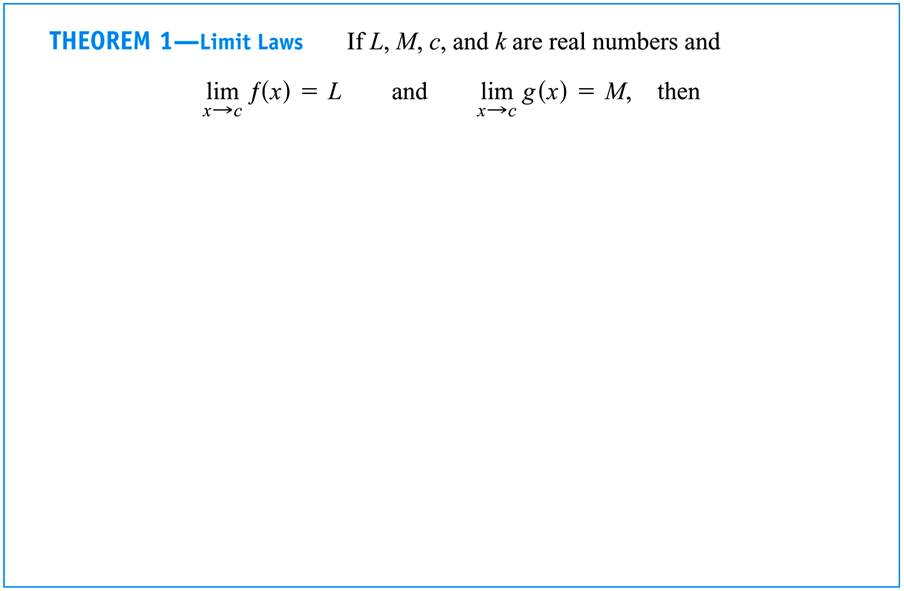 THEOREM 1—Limit Laws If L, M, c, and k are real numbers and
lim x→c f(x) = L and lim x→c g(x) = M, then